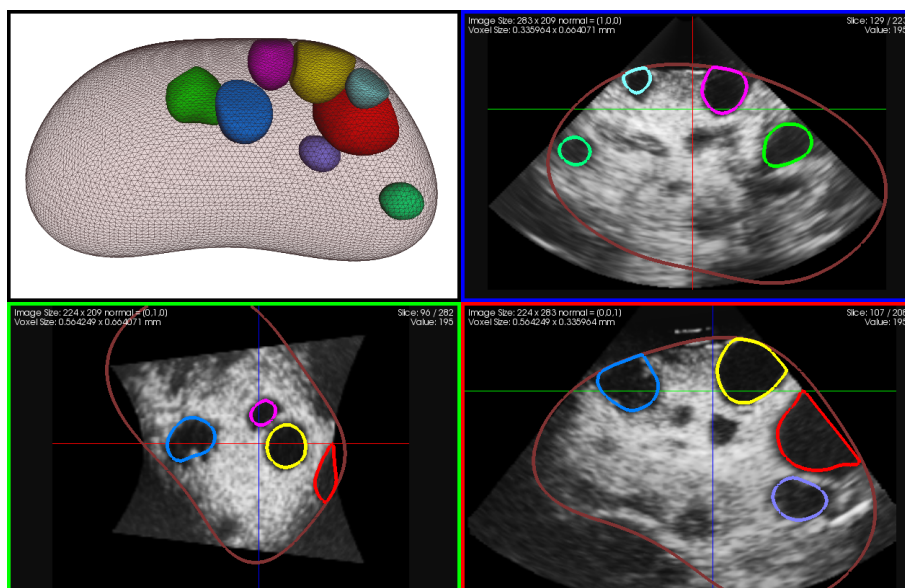 Image Size: 283 x 209 normal = (1,0,0)
Voxel Size: 0.335964 x 0.664071 mm
Slice: 129 / 223
Value: 195
Image Size: 224 x 209 normal = (0,1,0)
Voxel Size: 0.564249 x 0.664071 mm
Slice: 96 / 282
Value: 195
Image Size: 224 x 283 normal = (0,0,1)
Voxel Size: 0.564249 x 0.335964 mm
Slice: 107 / 208
Value: 195